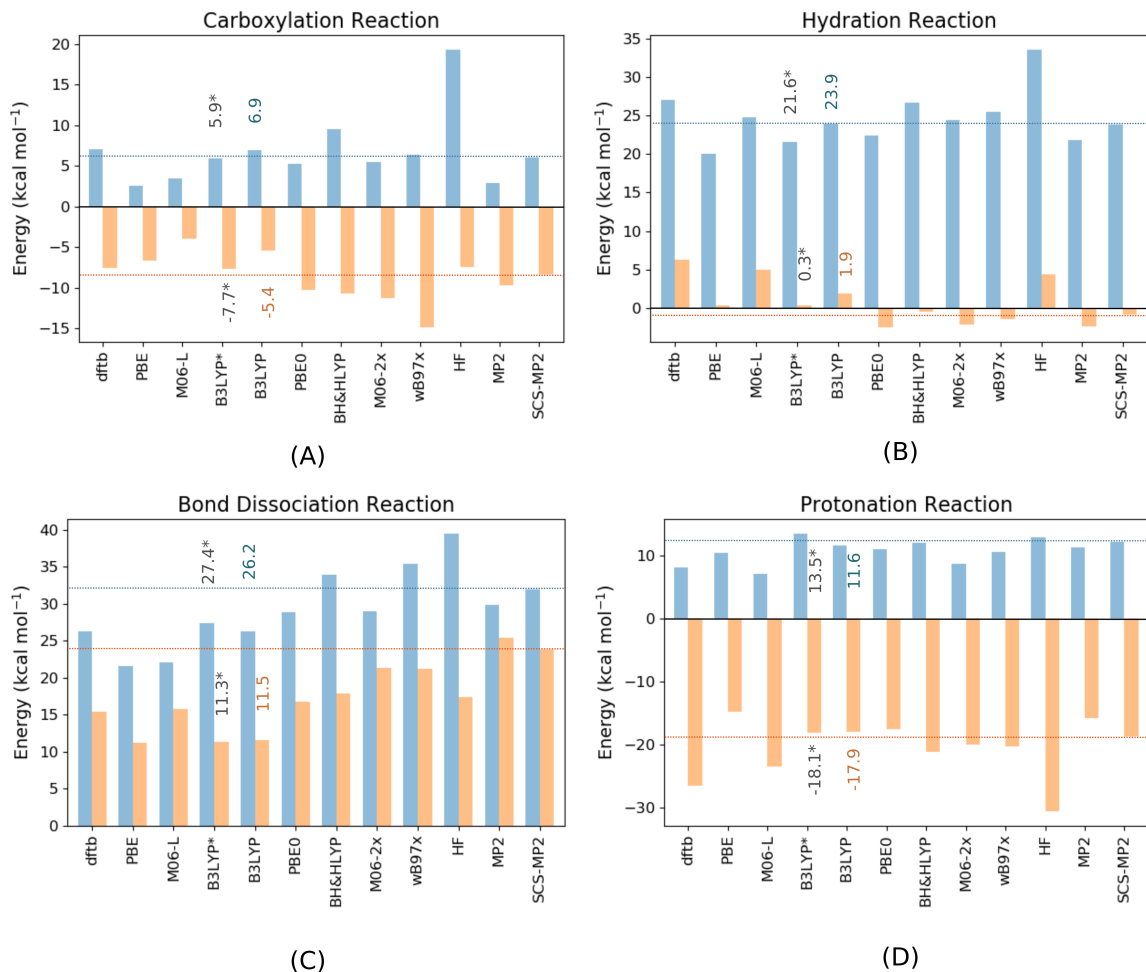 Carboxylation Reaction
Energy (kcal mol⁻¹)
20
15
10
5
0
−5
−10
−15
5.9*
6.9
-7.7*
-5.4
dftb
PBE
M06-L
B3LYP*
B3LYP
PBE0
BH&HLYP
M06-2x
wB97x
HF
MP2
SCS-MP2
(A)
Hydration Reaction
Energy (kcal mol⁻¹)
35
30
25
20
15
10
5
0
21.6*
23.9
0.3*
1.9
dftb
PBE
M06-L
B3LYP*
B3LYP
PBE0
BH&HLYP
M06-2x
wB97x
HF
MP2
SCS-MP2
(B)
Bond Dissociation Reaction
Energy (kcal mol⁻¹)
40
35
30
25
20
15
10
5
0
27.4*
26.2
11.3*
11.5
dftb
PBE
M06-L
B3LYP*
B3LYP
PBE0
BH&HLYP
M06-2x
wB97x
HF
MP2
SCS-MP2
(C)
Protonation Reaction
Energy (kcal mol⁻¹)
10
0
−10
−20
−30
13.5*
11.6
-18.1*
-17.9
dftb
PBE
M06-L
B3LYP*
B3LYP
PBE0
BH&HLYP
M06-2x
wB97x
HF
MP2
SCS-MP2
(D)